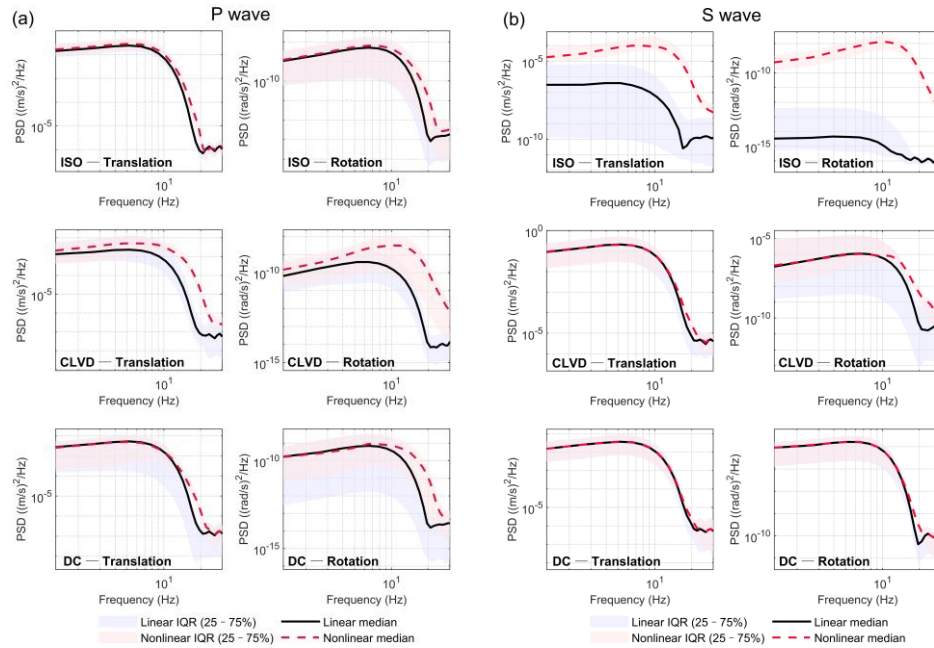 (a) P wave
(b) S wave
PSD ((m/s)²/Hz)
10⁻⁵
ISO — Translation
10¹
Frequency (Hz)
PSD ((rad/s)²/Hz)
10⁻¹⁰
ISO — Rotation
10¹
Frequency (Hz)
PSD ((m/s)²/Hz)
10⁻⁵
10⁻¹⁰
ISO — Translation
10¹
Frequency (Hz)
PSD ((rad/s)²/Hz)
10⁻¹⁰
10⁻¹⁵
ISO — Rotation
10¹
Frequency (Hz)
PSD ((m/s)²/Hz)
10⁻⁵
CLVD — Translation
10¹
Frequency (Hz)
PSD ((rad/s)²/Hz)
10⁻¹⁰
10⁻¹⁵
CLVD — Rotation
10¹
Frequency (Hz)
PSD ((m/s)²/Hz)
10⁰
10⁻⁵
CLVD — Translation
10¹
Frequency (Hz)
PSD ((rad/s)²/Hz)
10⁻⁵
10⁻¹⁰
CLVD — Rotation
10¹
Frequency (Hz)
PSD ((m/s)²/Hz)
10⁻⁵
DC — Translation
10¹
Frequency (Hz)
PSD ((rad/s)²/Hz)
10⁻¹⁰
10⁻¹⁵
DC — Rotation
10¹
Frequency (Hz)
PSD ((m/s)²/Hz)
10⁻⁵
DC — Translation
10¹
Frequency (Hz)
PSD ((rad/s)²/Hz)
10⁻¹⁰
DC — Rotation
10¹
Frequency (Hz)
Linear IQR (25 – 75%) Linear median
Nonlinear IQR (25 – 75%) Nonlinear median
Linear IQR (25 – 75%) Linear median
Nonlinear IQR (25 – 75%) Nonlinear median